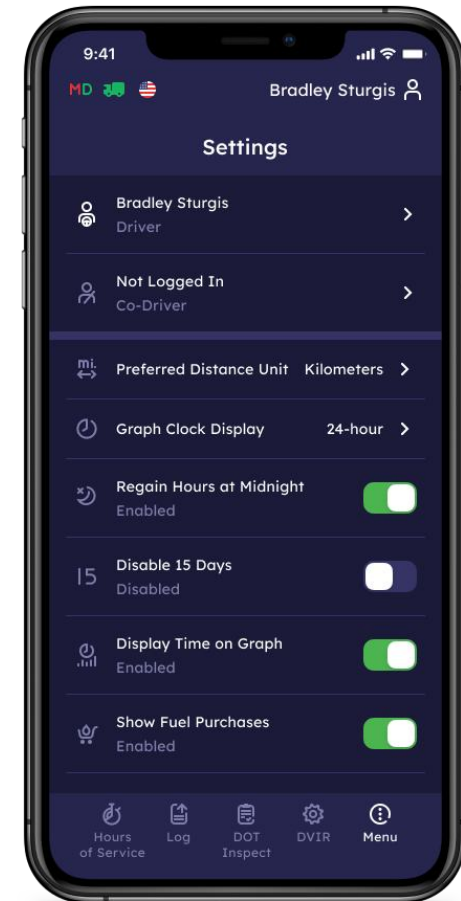 9:41
MD
Bradley Sturgis
Settings
Bradley Sturgis
Driver
Not Logged In
Co-Driver
mi.
Preferred Distance Unit Kilometers
Graph Clock Display 24-hour
Regain Hours at Midnight
Enabled
15
Disable 15 Days
Disabled
Display Time on Graph
Enabled
Show Fuel Purchases
Enabled
Hours
of Service
Log
DOT
Inspect
DVIR
Menu